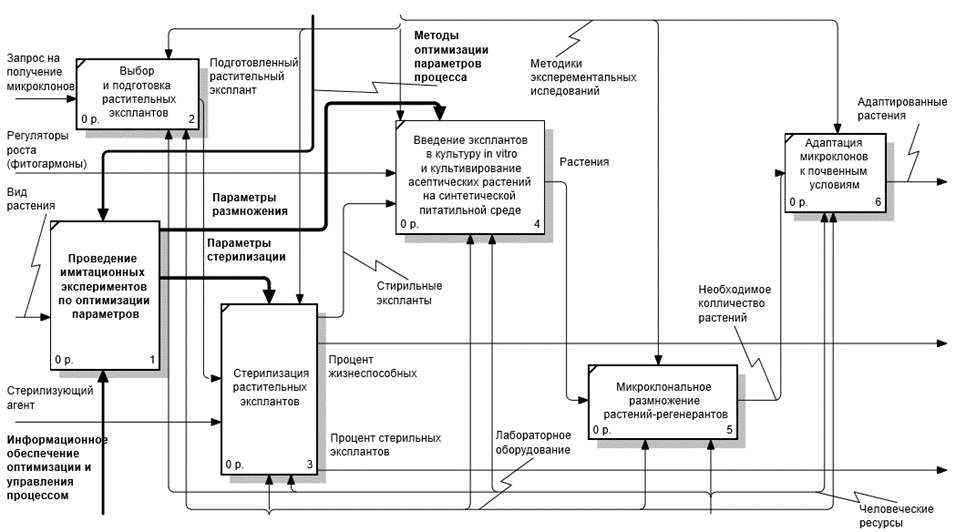 Методы
оптимизации
параметров
процесса
Запрос на
получение
микроклонов
Выбор
и подготовка
растительных
эксплантов
0 р.
2
Подготовленный
растительный
эксплант
Методики
эксперементальных
иследований
Адаптированные
растения
Регуляторы
роста
(фитогармоны)
Введение эксплантов
в культуру in vitro
и культивирование
асептических растений
на синтетической
питатильной среде
0 р.
4
Растения
Адаптация
микроклонов
к почвенным
условиям
0 р.
6
Вид
растения
Параметры
размножения
Параметры
стерилизации
Проведение
имитационных
экспериментов
по оптимизации
параметров
0 р.
1
Стирильные
экспланты
Необходимое
колличество
растений
Стерилизация
растительных
эксплантов
0 р.
3
Процент
жизнеспособных
Микроклональное
размножение
растений-регенерантов
0 р.
5
Стерилизующий
агент
Информационное
обеспечение
оптимизации и
управления
процессом
Процент стерильных
эксплантов
Лабораторное
оборудование
Человеческие
ресурсы